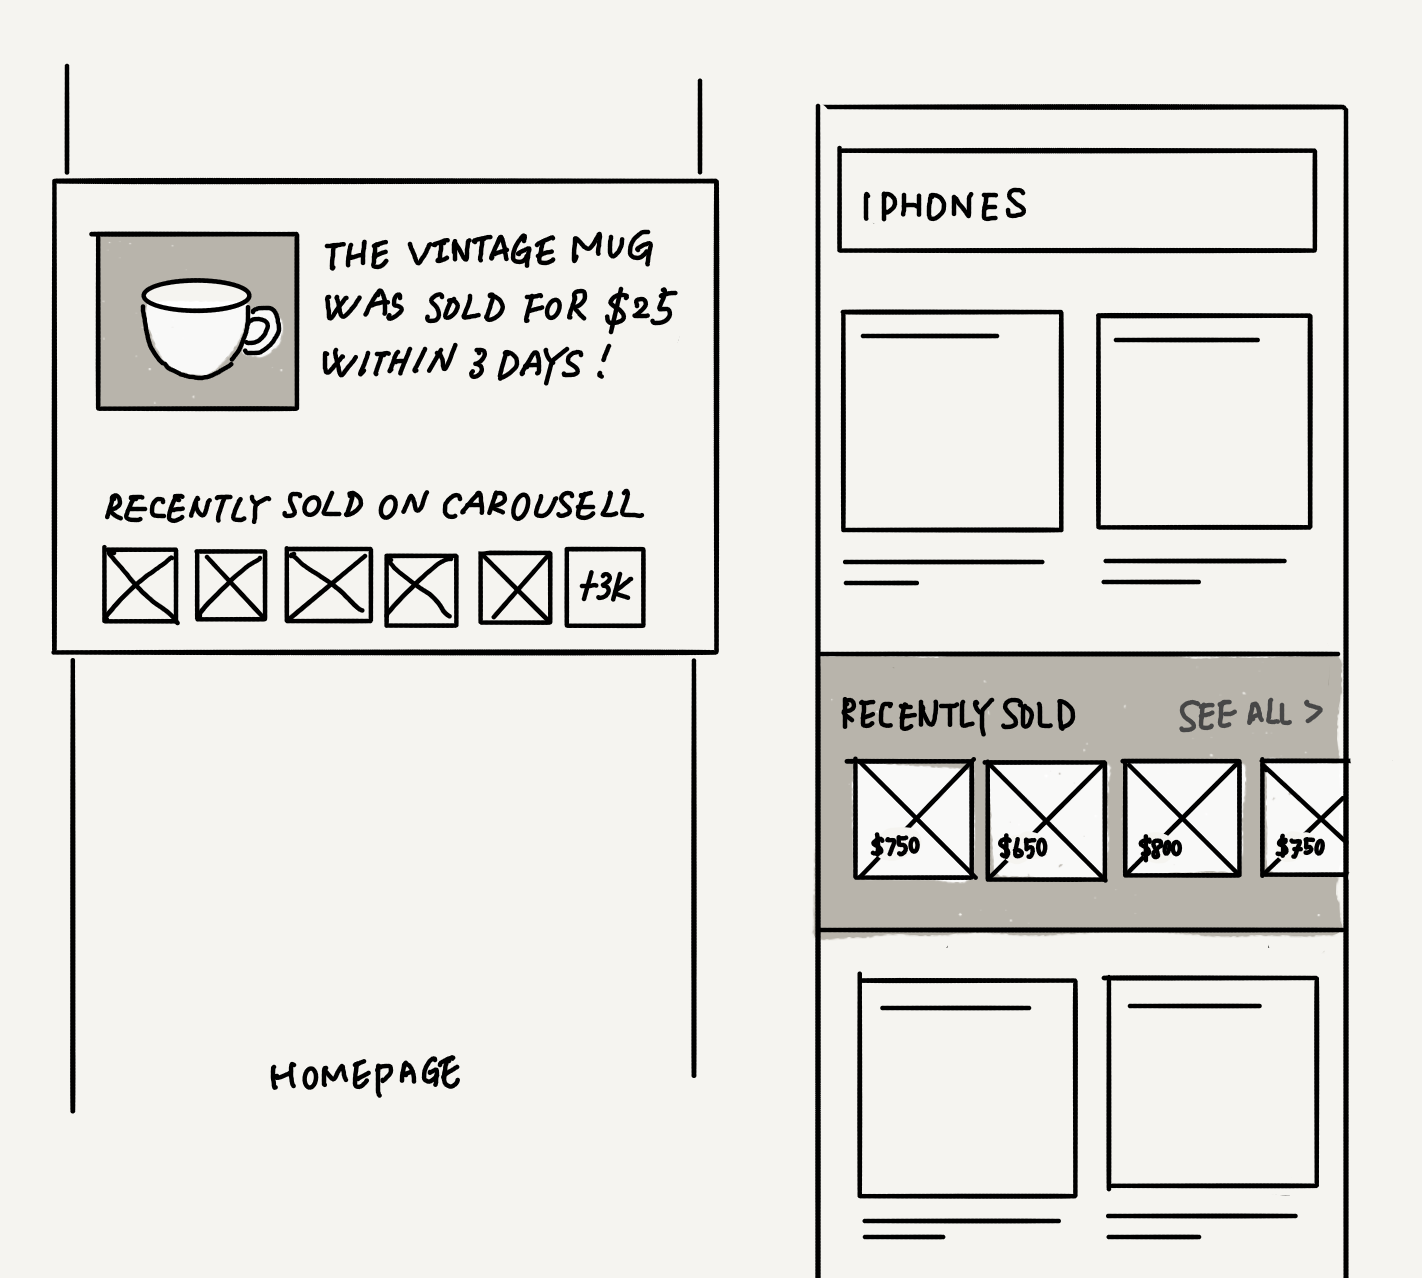 THE VINTAGE MUG
WAS SOLD FOR $25
WITHIN 3 DAYS!
RECENTLY SOLD ON CAROUSELL
+3K
HOMEPAGE
IPHONES
RECENTLY SOLD SEE ALL >
$750 $650 $800 $750